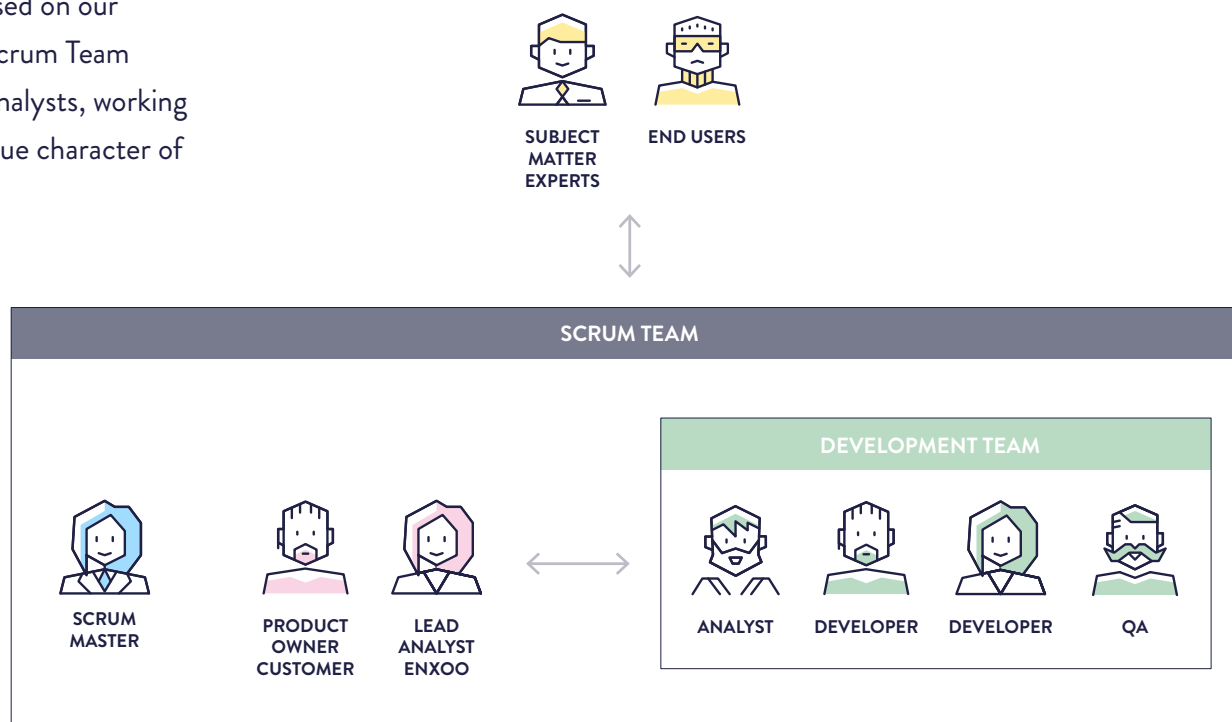 sed on our
crum Team
nalysts, working
ue character of
SUBJECT
MATTER
EXPERTS
END USERS
SCRUM TEAM
DEVELOPMENT TEAM
SCRUM
MASTER
PRODUCT
OWNER
CUSTOMER
LEAD
ANALYST
ENXOO
ANALYST
DEVELOPER
DEVELOPER
QA